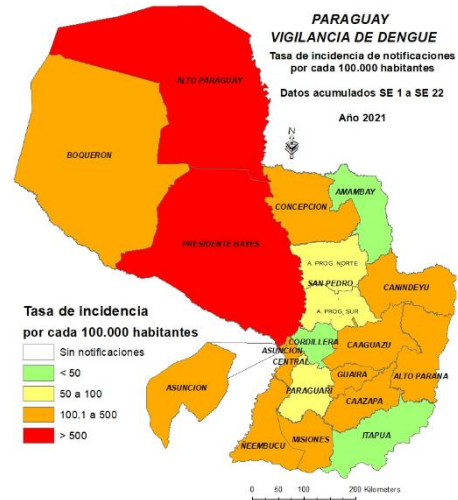 PARAGUAY
VIGILANCIA DE DENGUE
Tasa de incidencia de notificaciones
por cada 100.000 habitantes
Datos acumulados SE 1 a SE 22
Año 2021
N
ALTO PARAGUAY
BOQUERON
AMAMBAY
CONCEPCION
PRESIDENTE HAYES
A. PROG. NORTE
SAN PEDRO
CANINDEYU
A. PROG. SUR
Tasa de incidencia
por cada 100.000 habitantes
Sin notificaciones
< 50
50 a 100
100.1 a 500
> 500
CORDILLERA
ASUNCION
CENTRAL
CAAGUAZU
ASUNCION
GUAIRA
ALTO PARANA
PARAGUARI
CAAZAPA
ÑEEMBUCU
MISIONES
ITAPUA
0 50 100 200 Kilometers